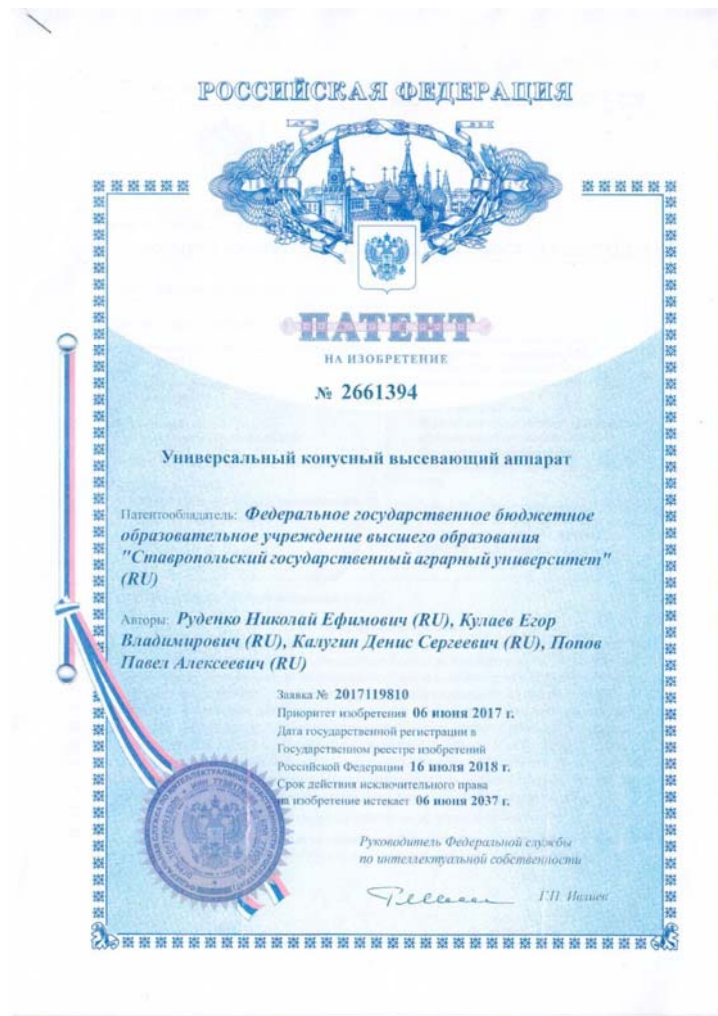 РОССИЙСКАЯ ФЕДЕРАЦИЯ
ПАТЕНТ
НА ИЗОБРЕТЕНИЕ
№ 2661394
Универсальный конусный высевающий аппарат
Патентообладатель: Федеральное государственное бюджетное
образовательное учреждение высшего образования
"Ставропольский государственный аграрный университет"
(RU)
Авторы: Руденко Николай Ефимович (RU), Кулаев Егор
Владимирович (RU), Калугин Денис Сергеевич (RU), Попов
Павел Алексеевич (RU)
Заявка № 2017119810
Приоритет изобретения 06 июня 2017 г.
Дата государственной регистрации в
Государственном реестре изобретений
Российской Федерации 16 июля 2018 г.
Срок действия исключительного права
на изобретение истекает 06 июня 2037 г.
Руководитель Федеральной службы
по интеллектуальной собственности
Г.П. Ивлиев